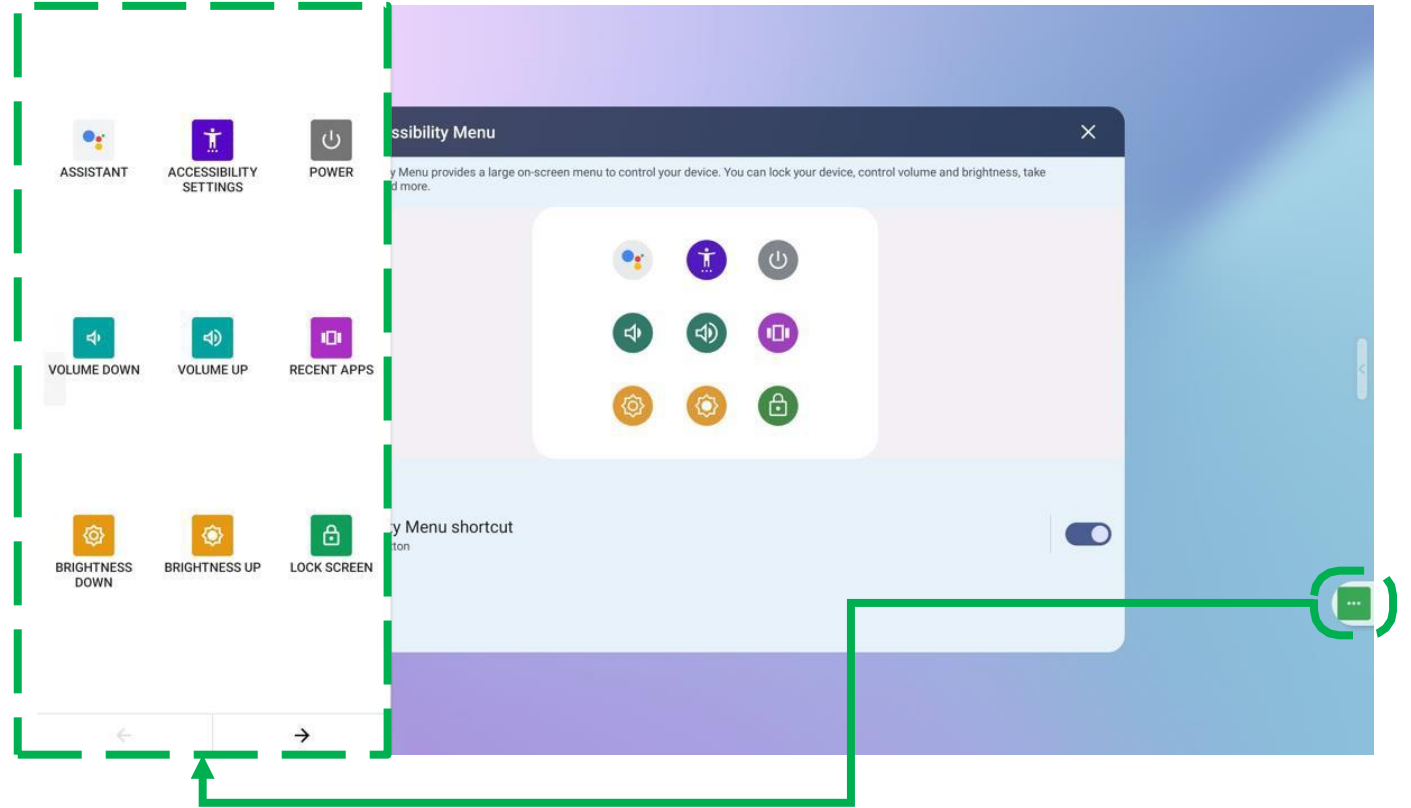 ASSISTANT
ACCESSIBILITY
SETTINGS
POWER
VOLUME DOWN
VOLUME UP
RECENT APPS
BRIGHTNESS
DOWN
BRIGHTNESS UP
LOCK SCREEN
ssibility Menu
y Menu provides a large on-screen menu to control your device. You can lock your device, control volume and brightness, take
d more.
y Menu shortcut
tton